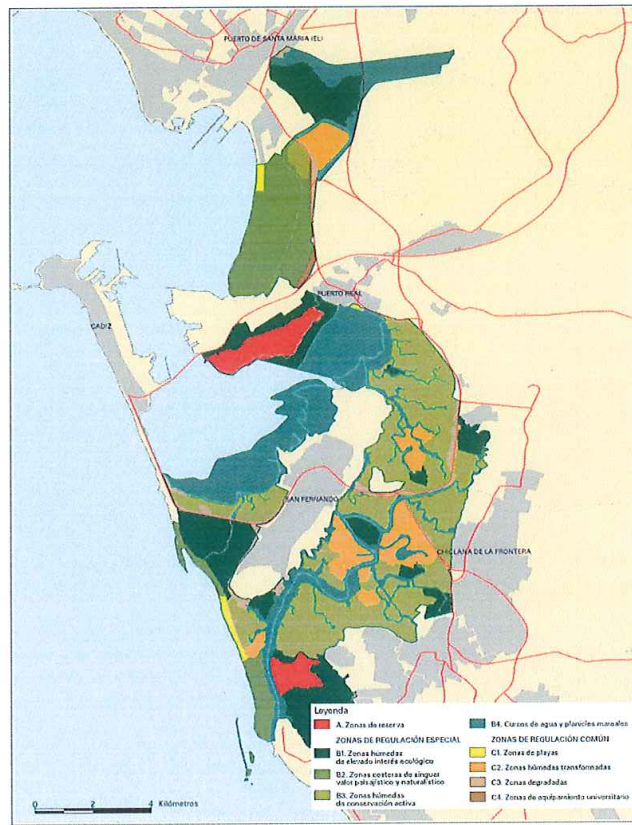 PUERTO DE SANTA MARIA (EL)
PUERTO REAL
CADIZ
SAN FERNANDO
CHICLANA DE LA FRONTERA
Leyenda
A. Zonas de reserva
ZONAS DE REGULACIÓN ESPECIAL
B1. Zonas húmedas
de elevado interés ecológico
B2. Zonas costeras de singular
valor paisajístico y naturalístico
B3. Zonas húmedas
de conservación activa
B4. Cursos de agua y planicies mareales
ZONAS DE REGULACIÓN COMÚN
C1. Zonas de playas
C2. Zonas húmedas transformadas
C3. Zonas degradadas
C4. Zonas de equipamiento universitario
0 2 4 Kilómetros